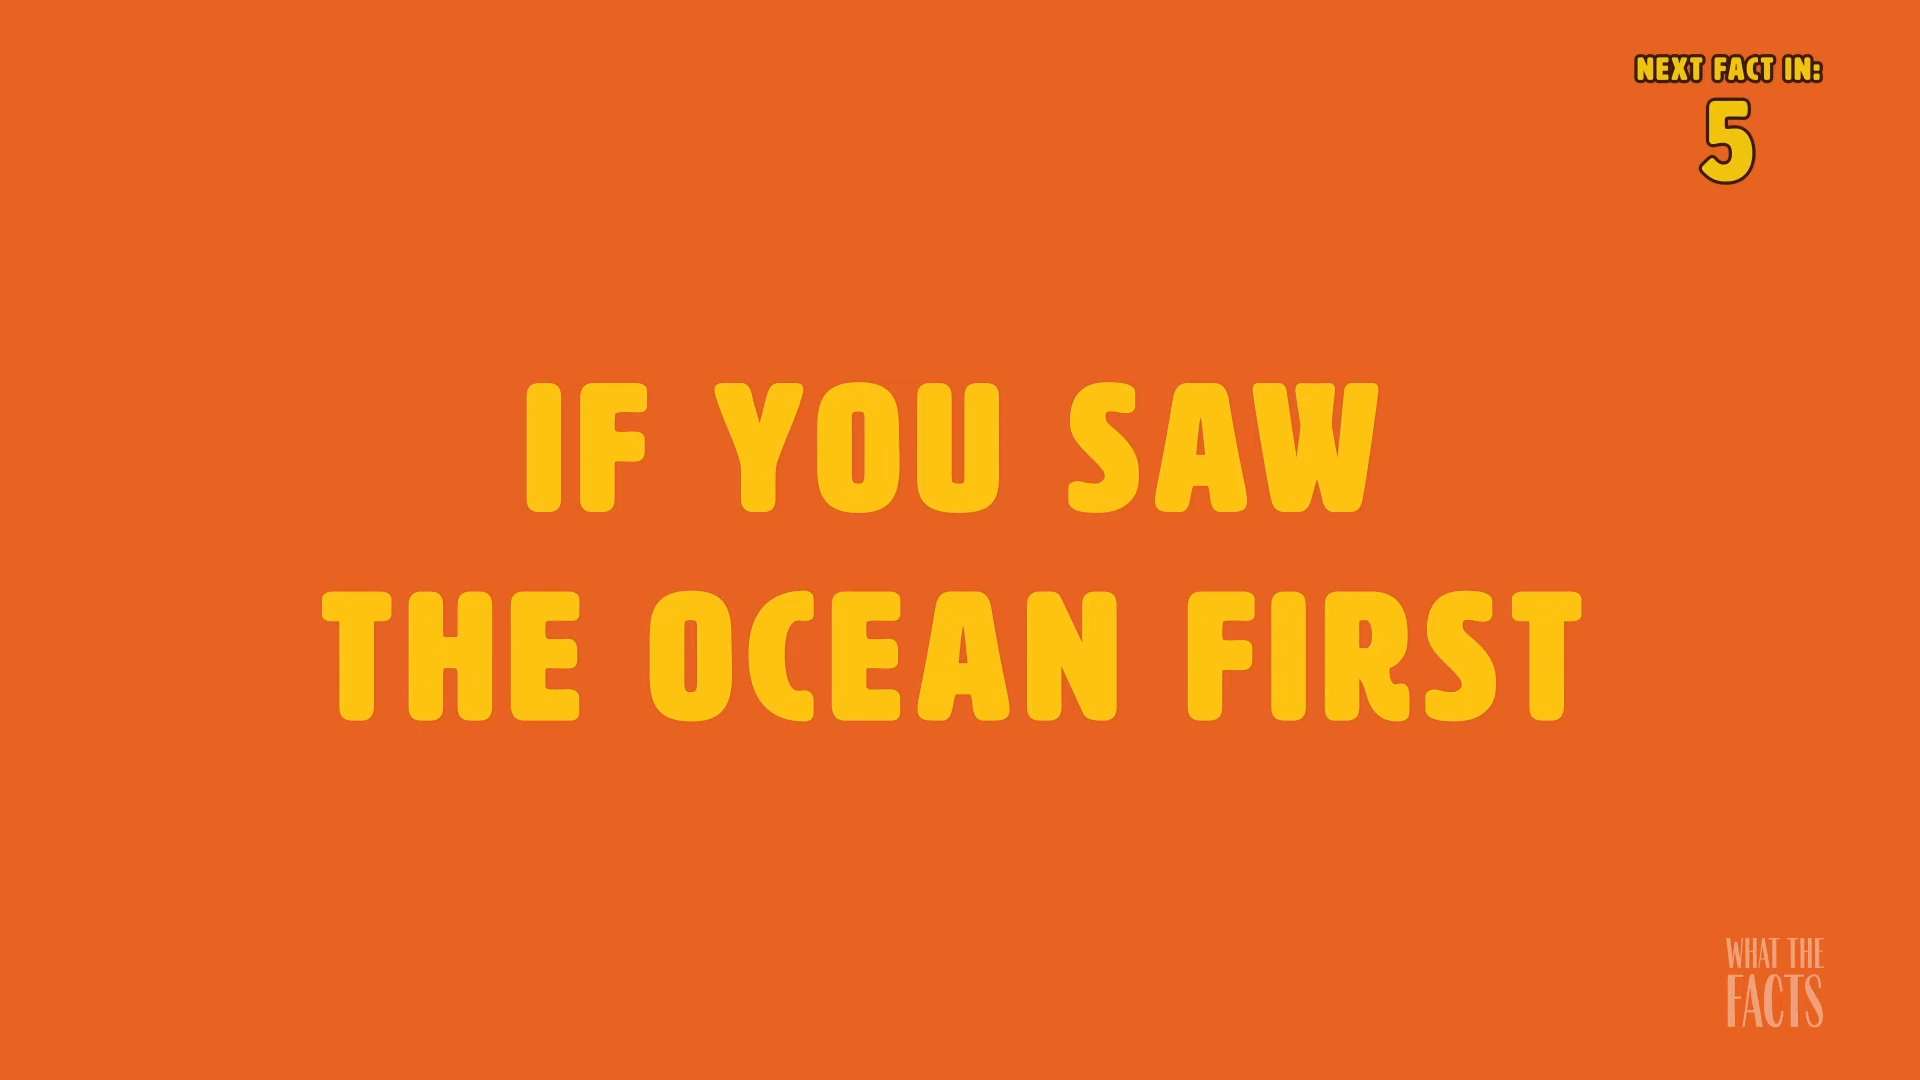 NEXT FACT IN:
5
IF YOU SAW
THE OCEAN FIRST
WHAT THE
FACTS